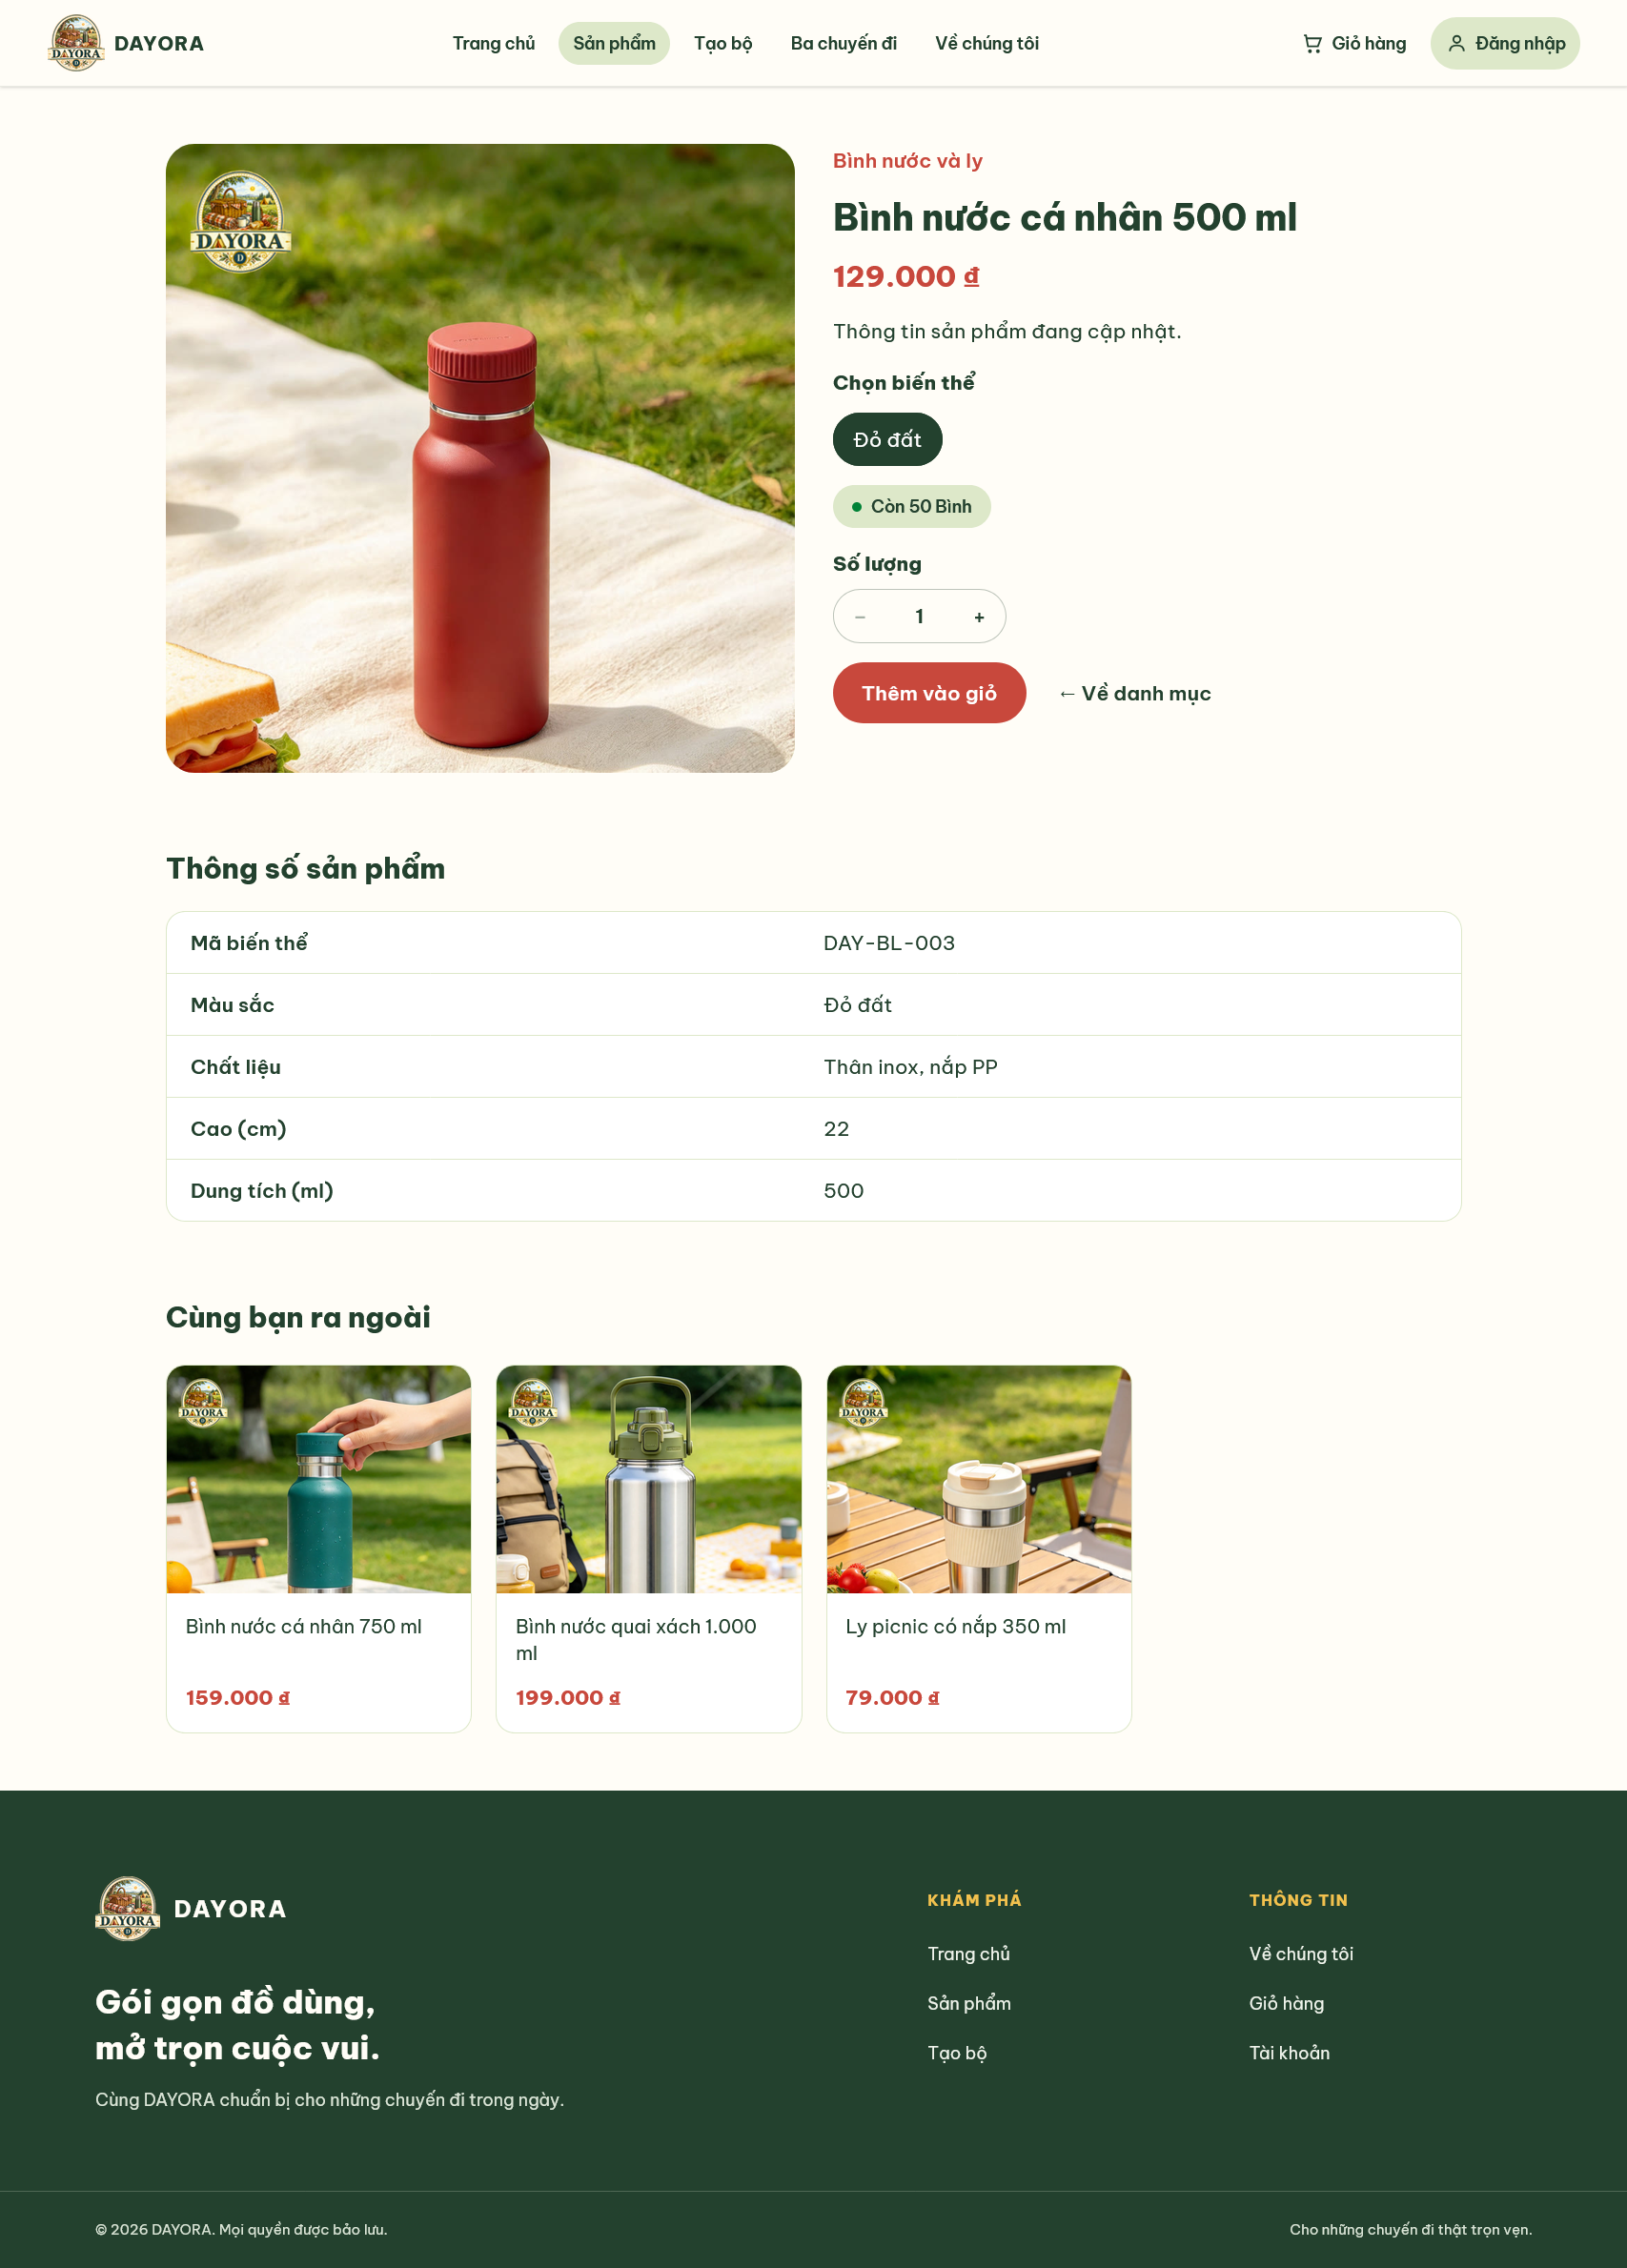 DAYORA
DAYORA
Trang chủ
Sản phẩm
Tạo bộ
Ba chuyến đi
Về chúng tôi
Giỏ hàng
Đăng nhập
DAYORA
D
Bình nước và ly
Bình nước cá nhân 500 ml
129.000 ₫
Thông tin sản phẩm đang cập nhật.
Chọn biến thể
Đỏ đất
Còn 50 Bình
Số lượng
− 1 +
Thêm vào giỏ
← Về danh mục
Thông số sản phẩm
Mã biến thể DAY-BL-003
Màu sắc Đỏ đất
Chất liệu Thân inox, nắp PP
Cao (cm) 22
Dung tích (ml) 500
Cùng bạn ra ngoài
DAYORA
DAYORA
DAYORA
Bình nước cá nhân 750 ml
159.000 ₫
Bình nước quai xách 1.000
ml
199.000 ₫
Ly picnic có nắp 350 ml
79.000 ₫
DAYORA
DAYORA
Gói gọn đồ dùng,
mở trọn cuộc vui.
Cùng DAYORA chuẩn bị cho những chuyến đi trong ngày.
KHÁM PHÁ
Trang chủ
Sản phẩm
Tạo bộ
THÔNG TIN
Về chúng tôi
Giỏ hàng
Tài khoản
© 2026 DAYORA. Mọi quyền được bảo lưu.
Cho những chuyến đi thật trọn vẹn.